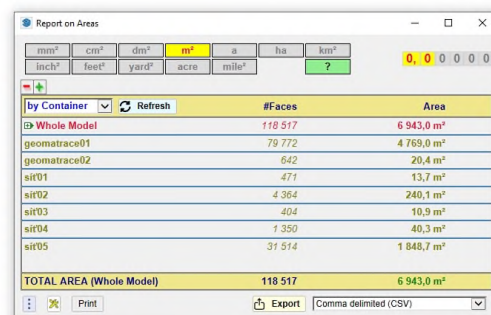 Report on Areas
mm² cm² dm² m² a ha km²
inch² feet² yard² acre mile² ?
0, 0 0 0 0 0
by Container Refresh #Faces Area
Whole Model 118 517 6 943,0 m²
geomatrace01 79 772 4 769,0 m²
geomatrace02 642 20,4 m²
sit'01 471 13,7 m²
sit'02 4 364 240,1 m²
sit'03 404 10,9 m²
sit'04 1 350 40,3 m²
sit'05 31 514 1 848,7 m²
TOTAL AREA (Whole Model) 118 517 6 943,0 m²
Print Export Comma delimited (CSV)